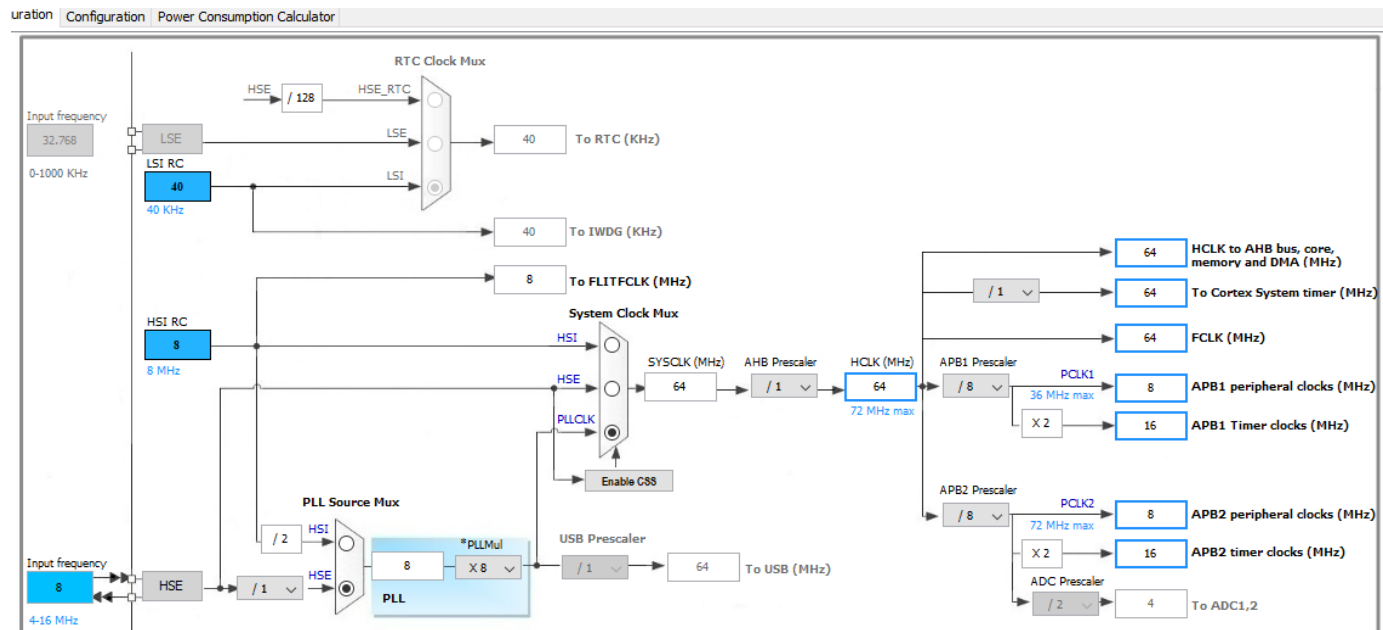 uration Configuration Power Consumption Calculator
RTC Clock Mux
HSE / 128 HSE_RTC
Input frequency
32.768 LSE LSE 40 To RTC (KHz)
0-1000 KHz
LSI RC
40 LSI
40 KHz
40 To IWDG (KHz)
8 To FLITFCLK (MHz)
HSI RC
8
8 MHz
System Clock Mux
HSI
HSE
PLLCLK
SYSCLK (MHz)
64
AHB Prescaler
/ 1
HCLK (MHz)
64
72 MHz max
Enable CSS
64 HCLK to AHB bus, core,
memory and DMA (MHz)
/ 1 64 To Cortex System timer (MHz)
64 FCLK (MHz)
APB1 Prescaler
/ 8 PCLK1
36 MHz max
8 APB1 peripheral clocks (MHz)
X 2 16 APB1 Timer clocks (MHz)
APB2 Prescaler
/ 8 PCLK2
72 MHz max
8 APB2 peripheral clocks (MHz)
X 2 16 APB2 timer clocks (MHz)
ADC Prescaler
/ 2 4 To ADC1,2
PLL Source Mux
/ 2 HSI
Input frequency
8
4-16 MHz
HSE / 1 HSE
8
*PLLMul
X 8
PLL
USB Prescaler
/ 1 64 To USB (MHz)